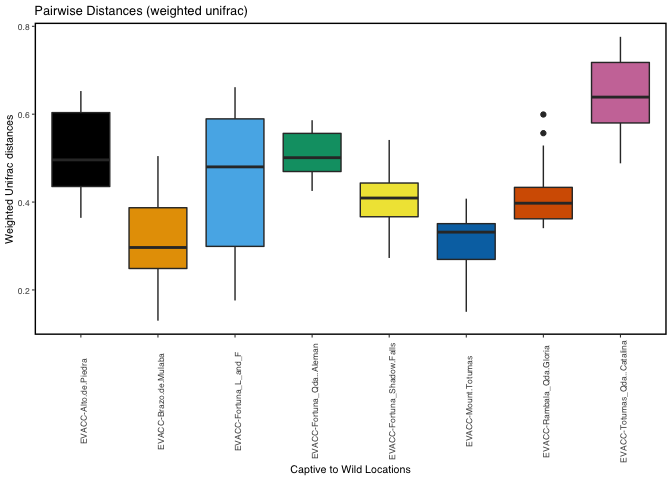 Pairwise Distances (weighted unifrac)
Weighted Unifrac distances
0.8
0.6
0.4
0.2
EVACC-Alto.de.Piedra
EVACC-Brazo.de.Mulaba
EVACC-Fortuna_L_and_F
EVACC-Fortuna_Qda..Aleman
EVACC-Fortuna_Shadow.Falls
EVACC-Mount.Totumas
EVACC-Rambala_Qda.Gloria
EVACC-Totumas_Qda..Catalina
Captive to Wild Locations